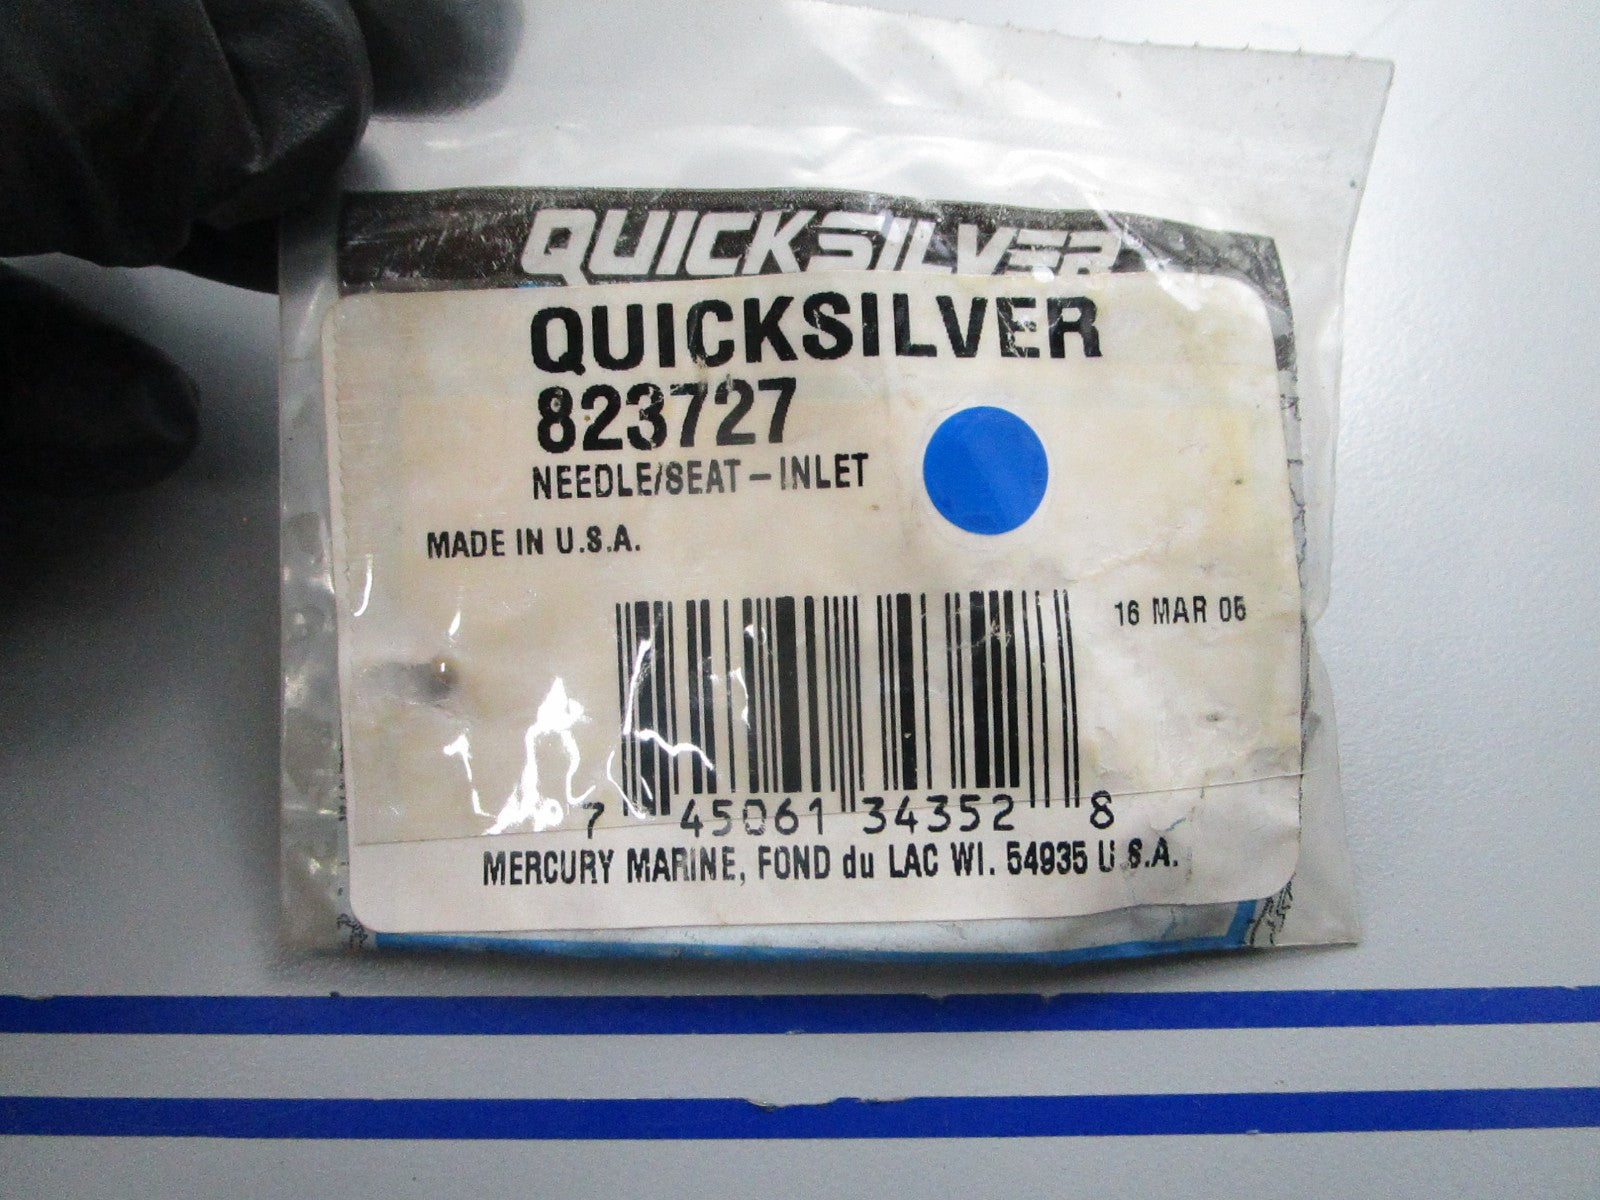 QUICKSILVER
QUICKSILVER
823727
NEEDLE/SEAT – INLET
MADE IN U.S.A.
16 MAR 06
7 45061 34352 8
MERCURY MARINE, FOND du LAC WI. 54935 U.S.A.